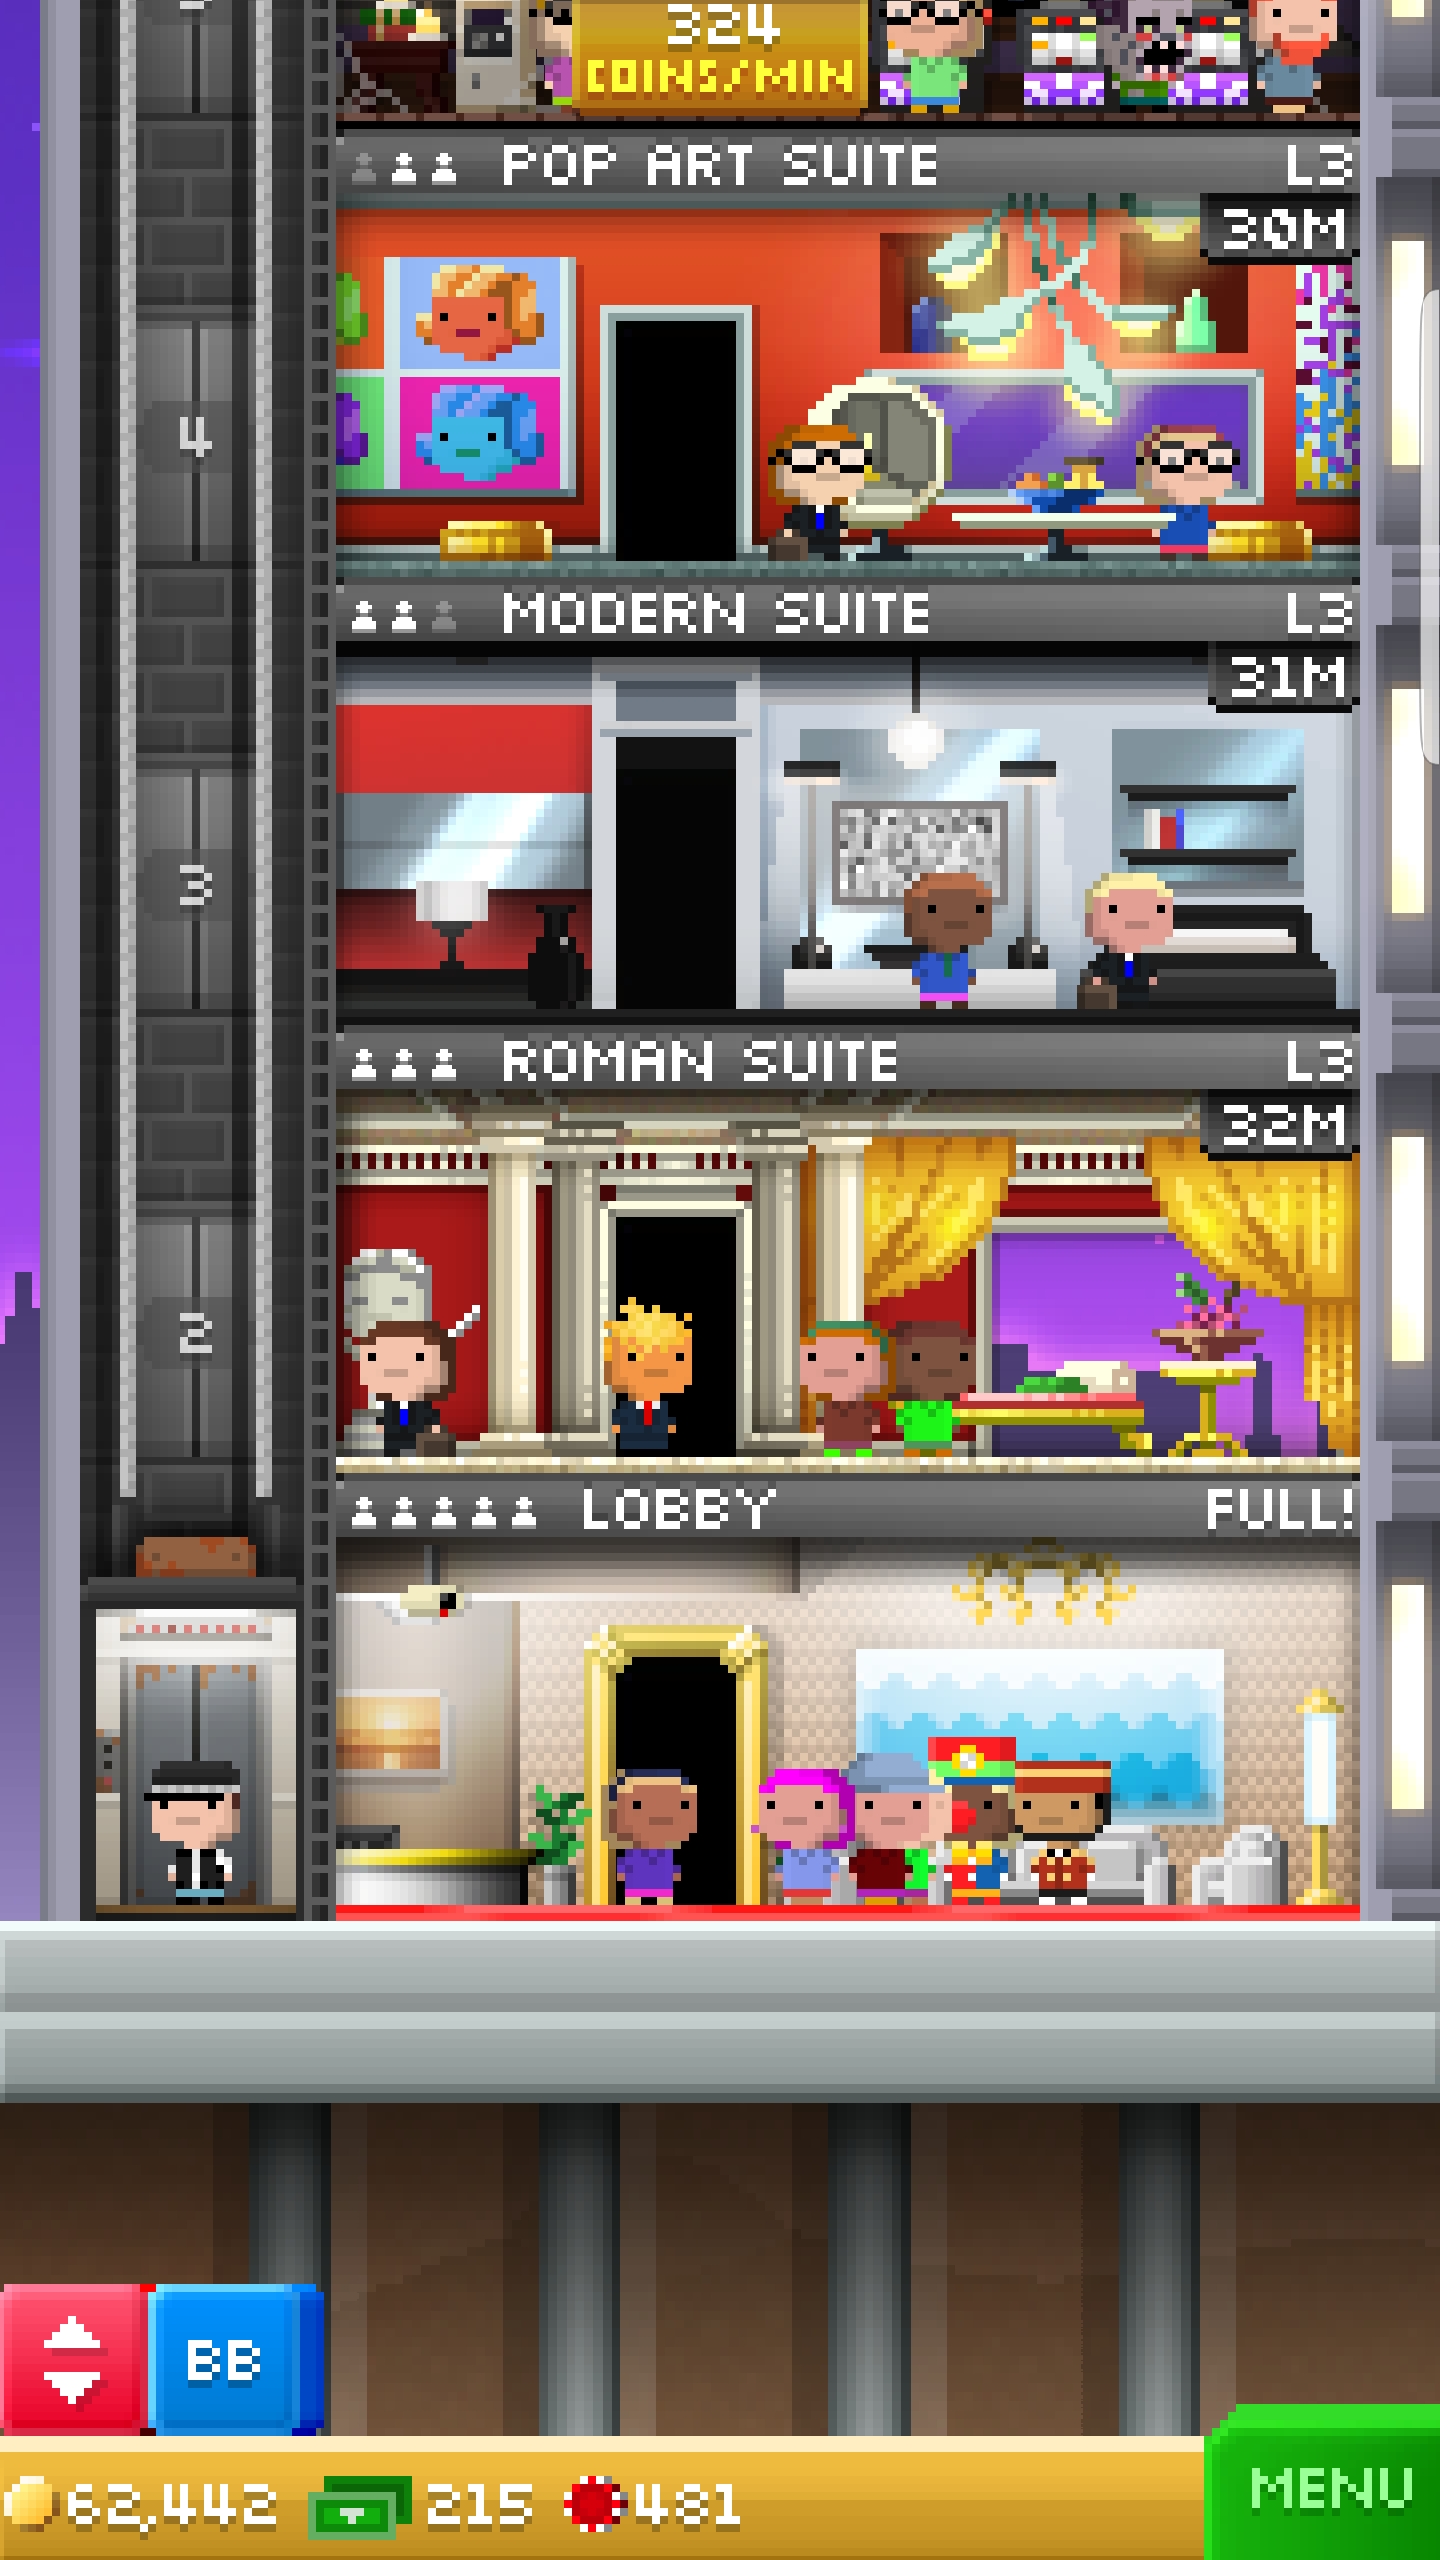 324
COINS/MIN
POP ART SUITE L3
30M
4
MODERN SUITE L3
31M
3
ROMAN SUITE L3
32M
2
LOBBY FULL!
BB
62,442 215 481 MENU